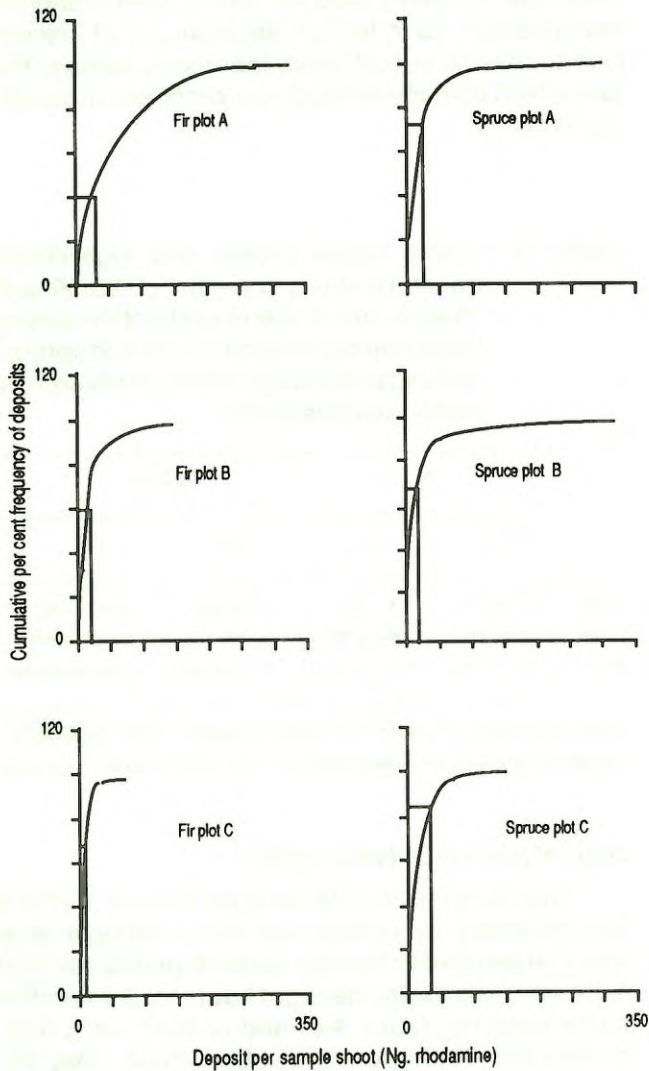 120
Fir plot A
Spruce plot A
0
Cumulative per cent frequency of deposits
120
Fir plot B
Spruce plot B
0
120
Fir plot C
Spruce plot C
0
0
350
350
Deposit per sample shoot (Ng. rhodamine)